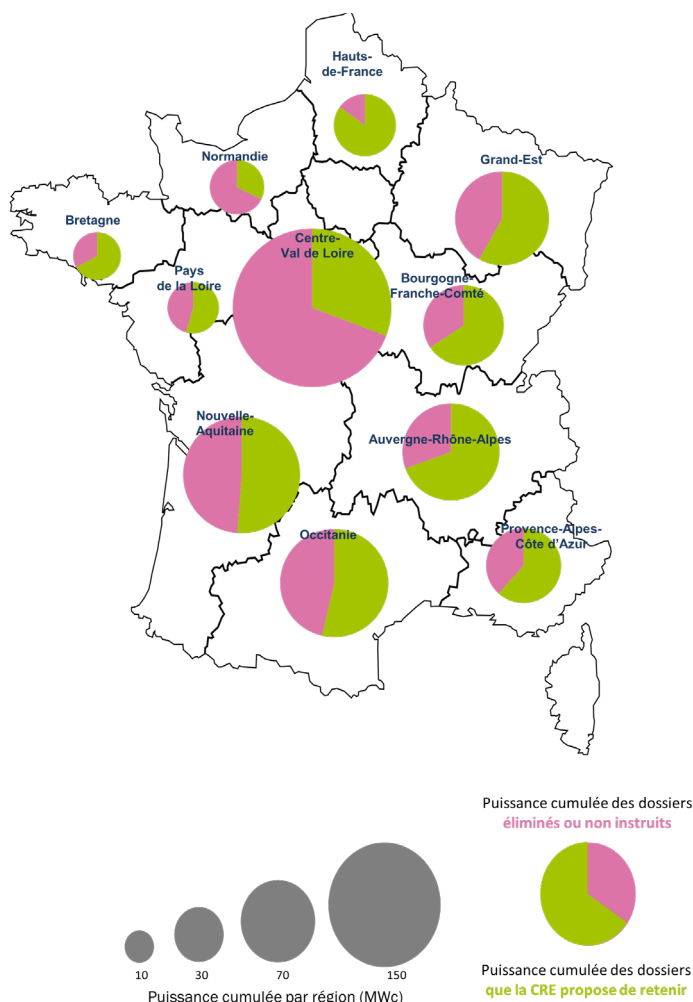 Hauts-
de-France
Normandie
Grand-Est
Bretagne
Centre-
Val de Loire
Pays
de la Loire
Bourgogne-
Franche-Comté
Nouvelle-
Aquitaine
Auvergne-Rhône-Alpes
Occitanie
Provence-Alpes-
Côte d'Azur
Puissance cumulée des dossiers
éliminés ou non instruits
10 30 70 150
Puissance cumulée par région (MWc)
Puissance cumulée des dossiers
que la CRE propose de retenir